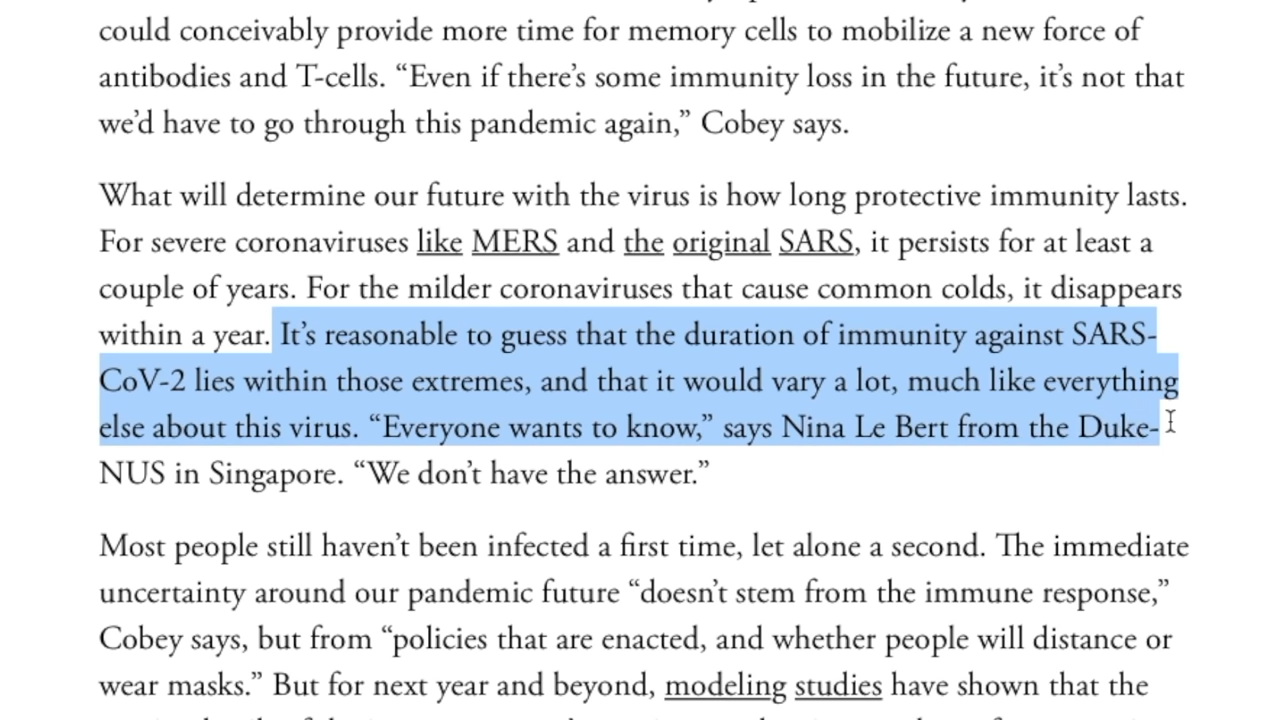 could conceivably provide more time for memory cells to mobilize a new force of
antibodies and T-cells. “Even if there’s some immunity loss in the future, it’s not that
we’d have to go through this pandemic again,” Cobey says.
What will determine our future with the virus is how long protective immunity lasts.
For severe coronaviruses like MERS and the original SARS, it persists for at least a
couple of years. For the milder coronaviruses that cause common colds, it disappears
within a year. It’s reasonable to guess that the duration of immunity against SARS-
CoV-2 lies within those extremes, and that it would vary a lot, much like everything
else about this virus. “Everyone wants to know,” says Nina Le Bert from the Duke-
NUS in Singapore. “We don’t have the answer.”
Most people still haven’t been infected a first time, let alone a second. The immediate
uncertainty around our pandemic future “doesn’t stem from the immune response,”
Cobey says, but from “policies that are enacted, and whether people will distance or
wear masks.” But for next year and beyond, modeling studies have shown that the